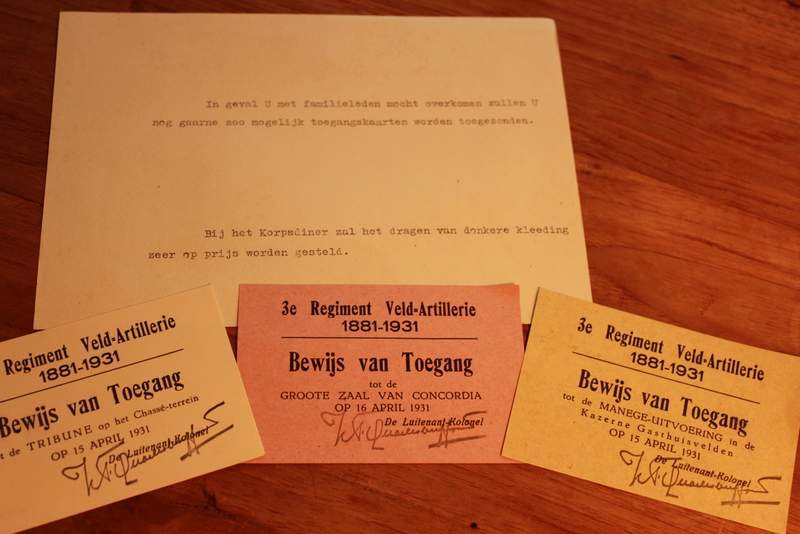 In geval U met familieleden mocht overkomen zullen U
nog gaarne zoo mogelijk toegangskaarten worden toegezonden.
Bij het Korpsdiner zal het dragen van donkere kleeding
zeer op prijs worden gesteld.
Regiment Veld-Artillerie
1881-1931
Bewijs van Toegang
tot de TRIBUNE op het Chassé-terrein
OP 15 APRIL 1931
De Luitenant-Kolonel
3e Regiment Veld-Artillerie
1881-1931
Bewijs van Toegang
tot de
GROOTE ZAAL VAN CONCORDIA
OP 16 APRIL 1931
De Luitenant-Kolonel
3e Regiment Veld-Artillerie
1881-1931
Bewijs van Toegang
tot de MANEGE-UITVOERING in de
Kazerne Gasthuisvelden
OP 15 APRIL 1931
De Luitenant-Kolonel